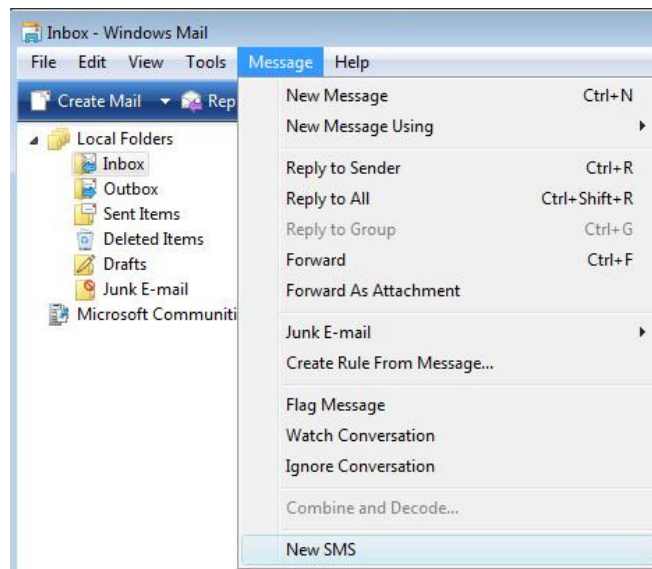 Inbox - Windows Mail
File Edit View Tools Message Help
Create Mail Rep
Local Folders
Inbox
Outbox
Sent Items
Deleted Items
Drafts
Junk E-mail
Microsoft Communiti
New Message Ctrl+N
New Message Using
Reply to Sender Ctrl+R
Reply to All Ctrl+Shift+R
Reply to Group Ctrl+G
Forward Ctrl+F
Forward As Attachment
Junk E-mail
Create Rule From Message...
Flag Message
Watch Conversation
Ignore Conversation
Combine and Decode...
New SMS